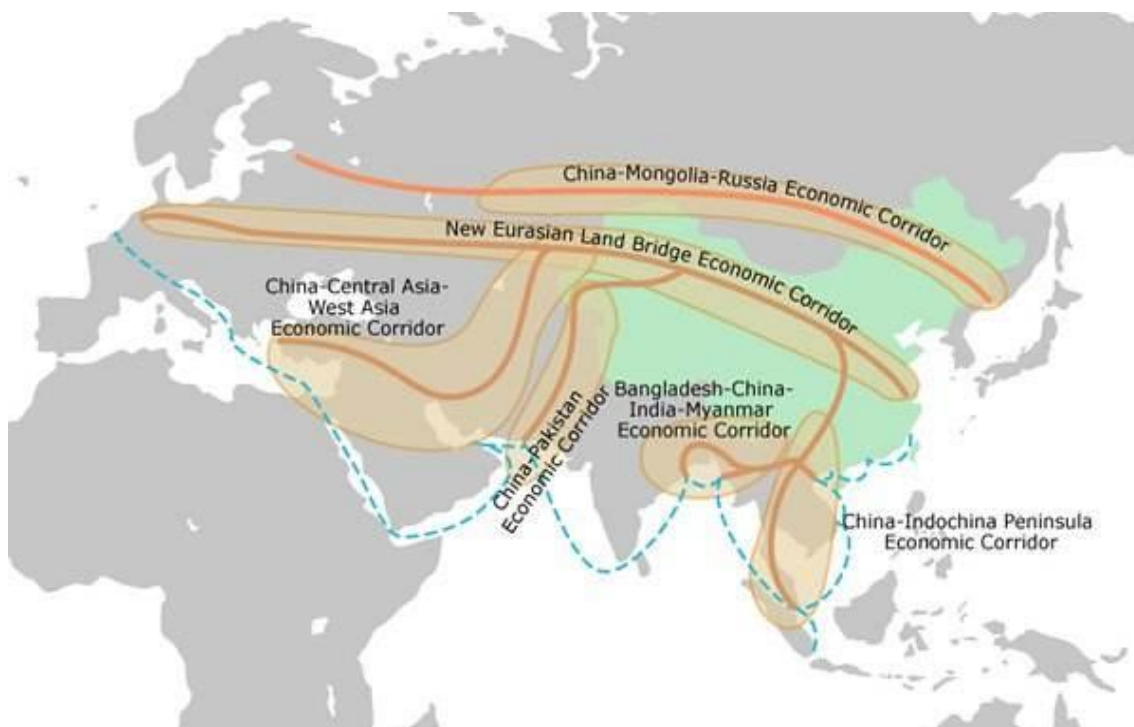 China-Mongolia-Russia Economic Corridor
New Eurasian Land Bridge Economic Corridor
China-Central Asia-
West Asia
Economic Corridor
China-Pakistan
Economic Corridor
Bangladesh-China-
India-Myanmar
Economic Corridor
China-Indochina Peninsula
Economic Corridor